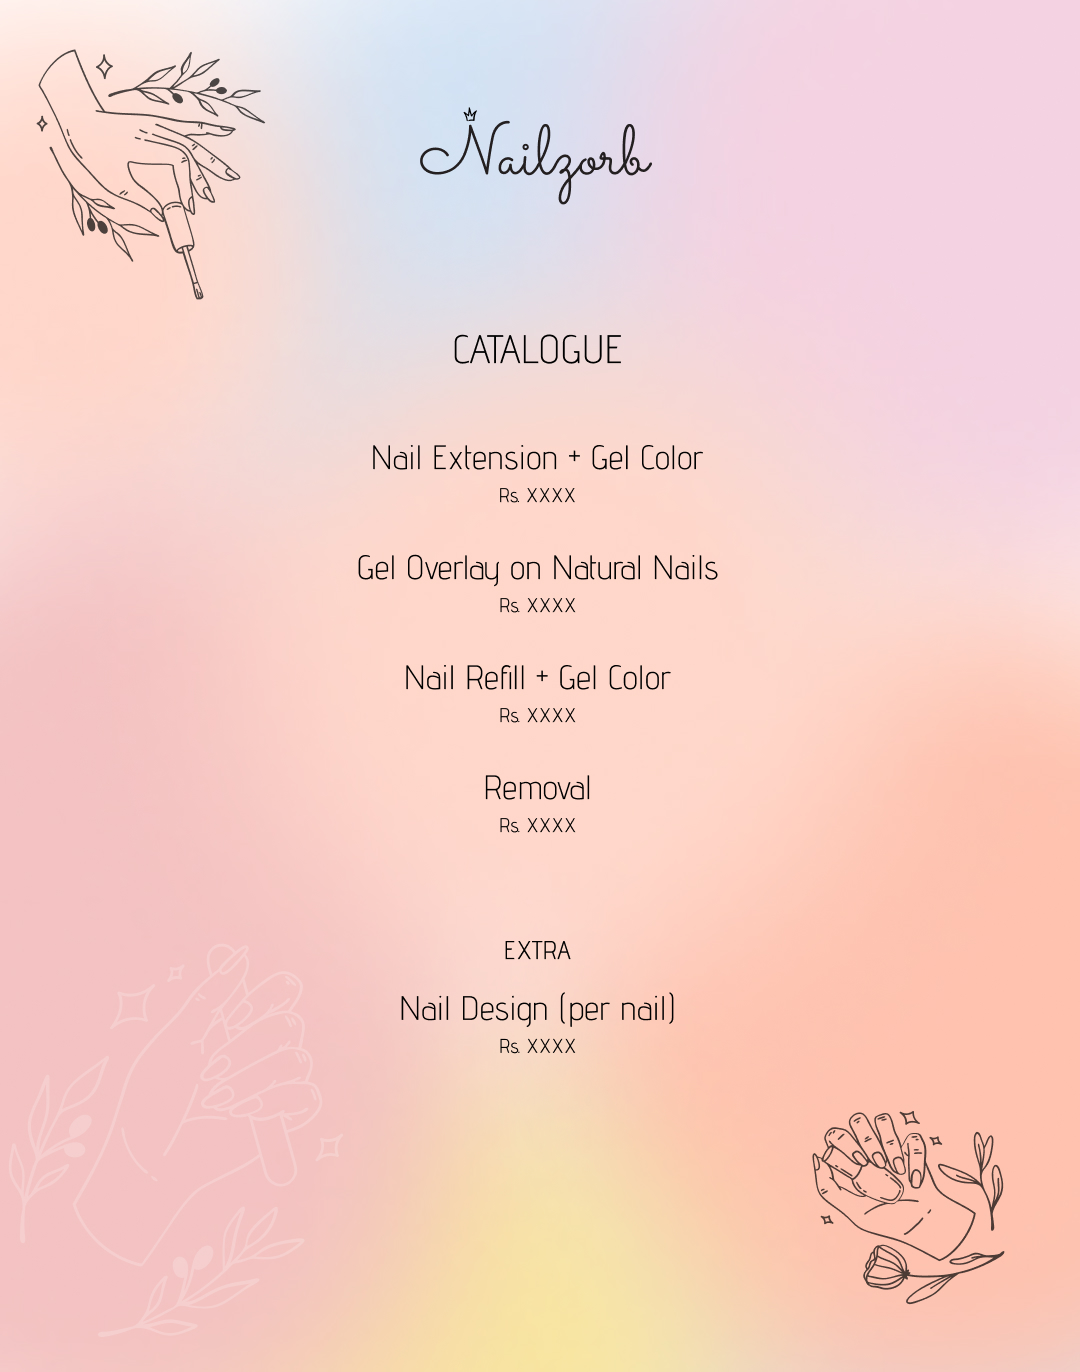 Nailzorb
CATALOGUE
Nail Extension + Gel Color
Rs. XXXX
Gel Overlay on Natural Nails
Rs. XXXX
Nail Refill + Gel Color
Rs. XXXX
Removal
Rs. XXXX
EXTRA
Nail Design (per nail)
Rs. XXXX